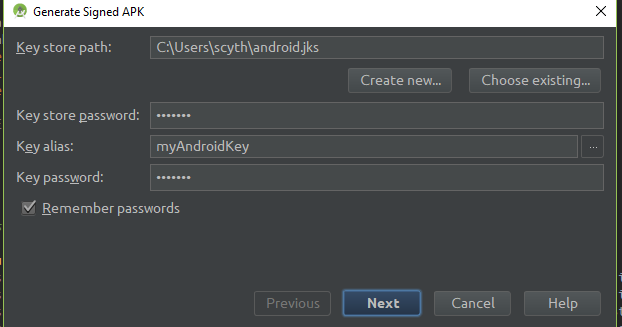 Generate Signed APK
Key store path: C:\Users\scyth\android.jks
Create new... Choose existing...
Key store password: •••••••
Key alias: myAndroidKey ...
Key password: •••••••
Remember passwords
Previous Next Cancel Help